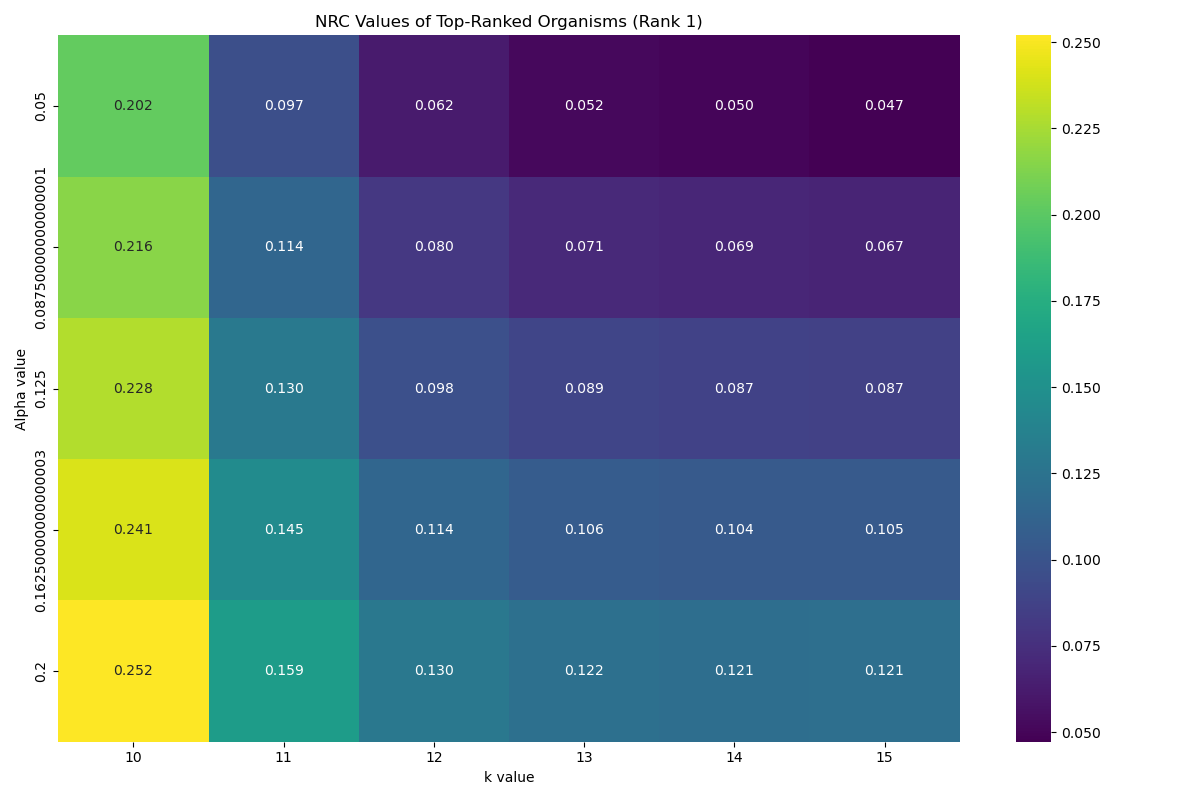 NRC Values of Top-Ranked Organisms (Rank 1)
Alpha value
0.05
0.202 0.097 0.062 0.052 0.050 0.047
0.08750000000000001
0.216 0.114 0.080 0.071 0.069 0.067
0.125
0.228 0.130 0.098 0.089 0.087 0.087
0.16250000000000003
0.241 0.145 0.114 0.106 0.104 0.105
0.2
0.252 0.159 0.130 0.122 0.121 0.121
10 11 12 13 14 15
k value
0.250
0.225
0.200
0.175
0.150
0.125
0.100
0.075
0.050